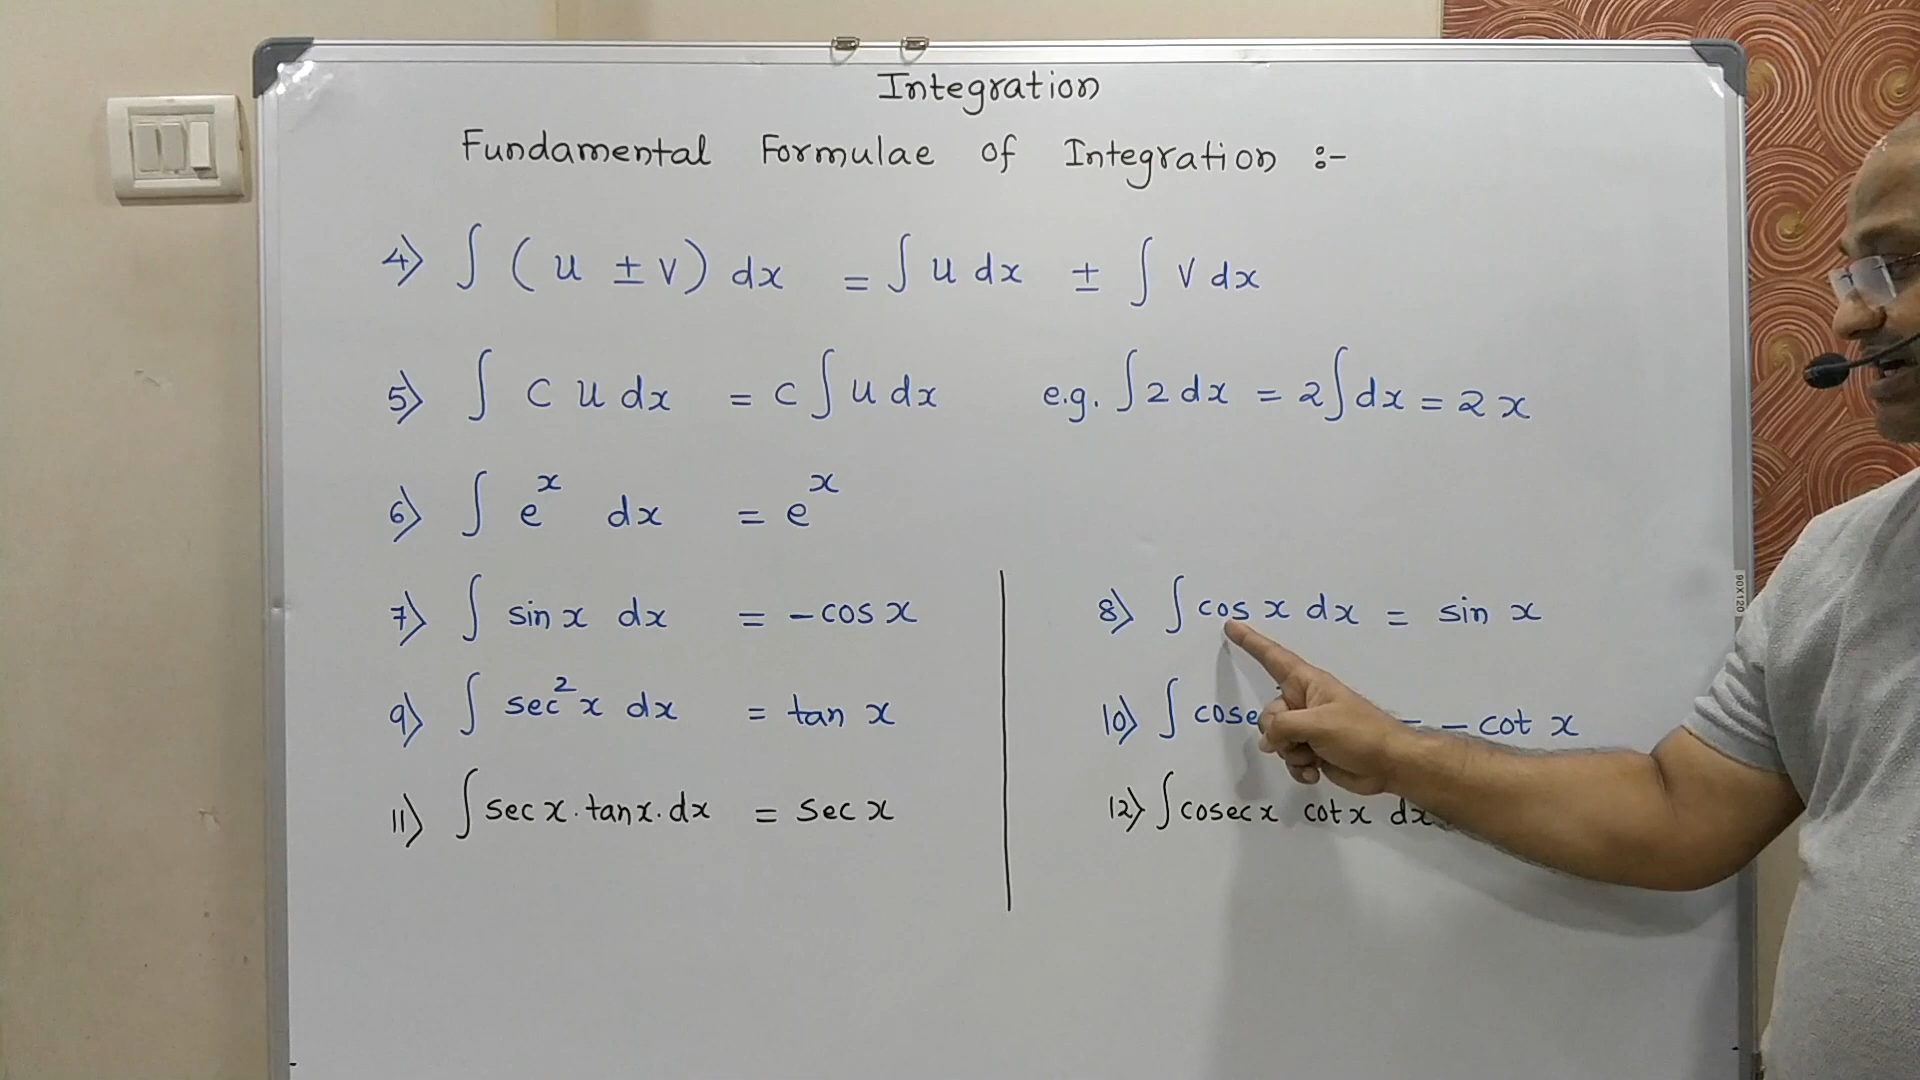 Integration
Fundamental Formulae of Integration :-
4) ∫ ( u ± v ) dx = ∫ u dx ± ∫ v dx
5) ∫ c u dx = c ∫ u dx e.g. ∫ 2 dx = 2 ∫ dx = 2 x
6) ∫ e^x dx = e^x
7) ∫ sin x dx = - cos x
8) ∫ cos x dx = sin x
9) ∫ sec² x dx = tan x
10) ∫ = - cot x
11) ∫ sec x . tan x . dx = sec x
12) ∫ cosec x cot x dx
90X120